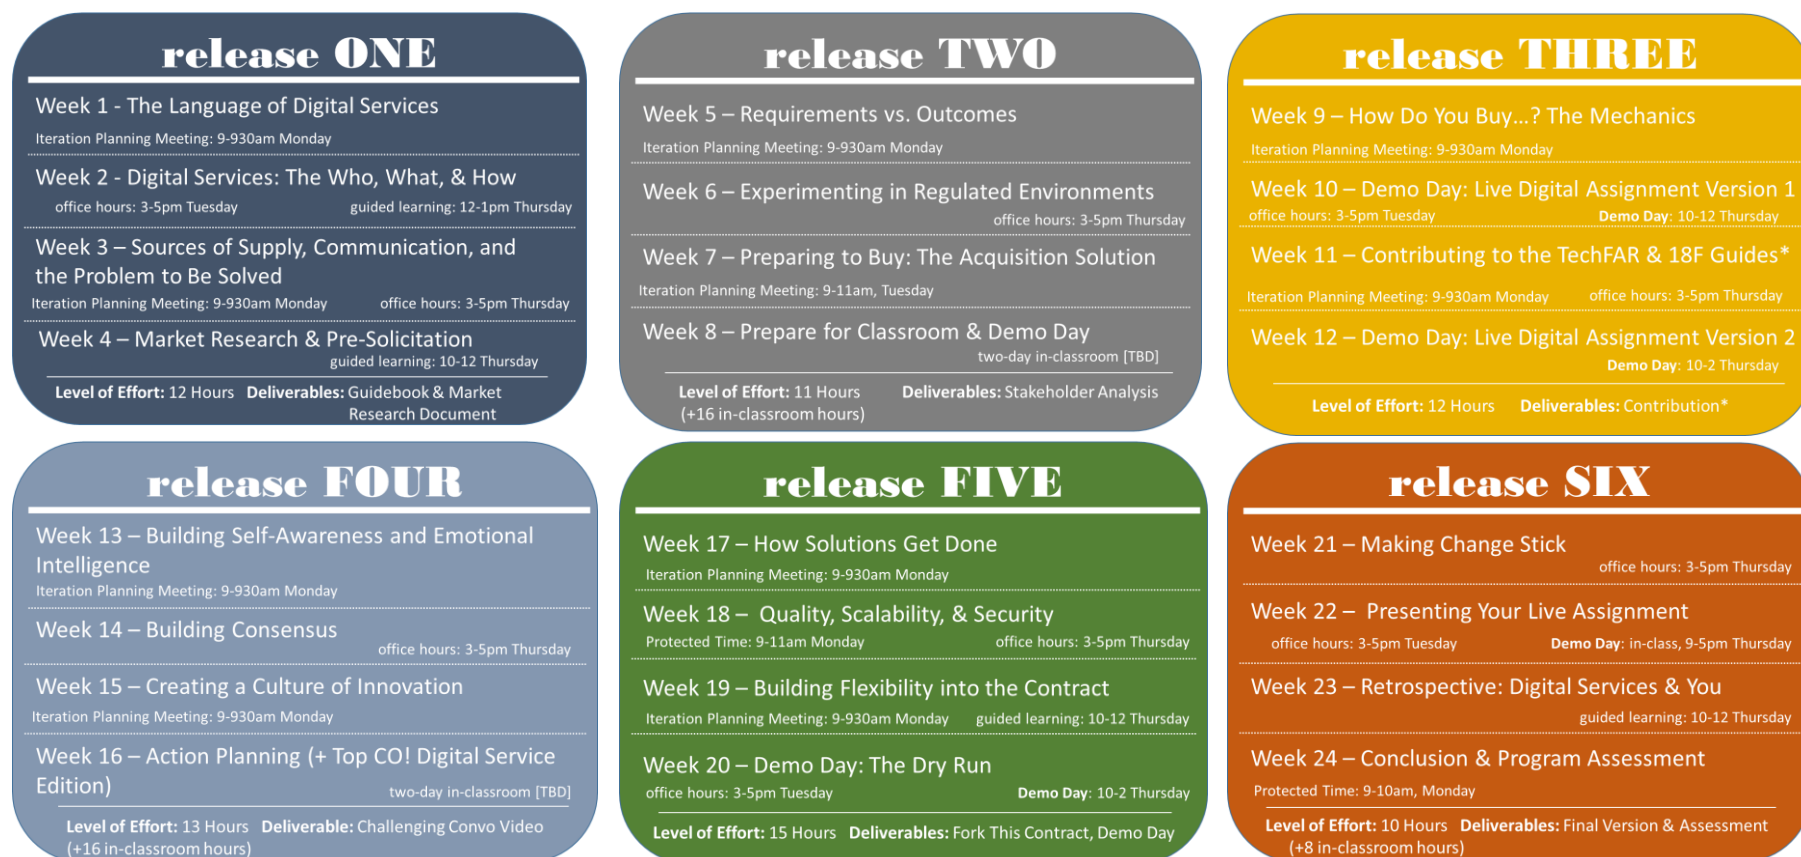 release ONE
Week 1 - The Language of Digital Services
Iteration Planning Meeting: 9-930am Monday
Week 2 - Digital Services: The Who, What, & How
office hours: 3-5pm Tuesday guided learning: 12-1pm Thursday
Week 3 – Sources of Supply, Communication, and
the Problem to Be Solved
Iteration Planning Meeting: 9-930am Monday office hours: 3-5pm Thursday
Week 4 – Market Research & Pre-Solicitation
guided learning: 10-12 Thursday
Level of Effort: 12 Hours Deliverables: Guidebook & Market
Research Document
release TWO
Week 5 – Requirements vs. Outcomes
Iteration Planning Meeting: 9-930am Monday
Week 6 – Experimenting in Regulated Environments
office hours: 3-5pm Thursday
Week 7 – Preparing to Buy: The Acquisition Solution
Iteration Planning Meeting: 9-11am, Tuesday
Week 8 – Prepare for Classroom & Demo Day
two-day in-classroom [TBD]
Level of Effort: 11 Hours Deliverables: Stakeholder Analysis
(+16 in-classroom hours)
release THREE
Week 9 – How Do You Buy...? The Mechanics
Iteration Planning Meeting: 9-930am Monday
Week 10 – Demo Day: Live Digital Assignment Version 1
office hours: 3-5pm Tuesday Demo Day: 10-12 Thursday
Week 11 – Contributing to the TechFAR & 18F Guides*
Iteration Planning Meeting: 9-930am Monday office hours: 3-5pm Thursday
Week 12 – Demo Day: Live Digital Assignment Version 2
Demo Day: 10-2 Thursday
Level of Effort: 12 Hours Deliverables: Contribution*
release FOUR
Week 13 – Building Self-Awareness and Emotional
Intelligence
Iteration Planning Meeting: 9-930am Monday
Week 14 – Building Consensus
office hours: 3-5pm Thursday
Week 15 – Creating a Culture of Innovation
Iteration Planning Meeting: 9-930am Monday
Week 16 – Action Planning (+ Top CO! Digital Service
Edition) two-day in-classroom [TBD]
Level of Effort: 13 Hours Deliverable: Challenging Convo Video
(+16 in-classroom hours)
release FIVE
Week 17 – How Solutions Get Done
Iteration Planning Meeting: 9-930am Monday
Week 18 – Quality, Scalability, & Security
Protected Time: 9-11am Monday office hours: 3-5pm Thursday
Week 19 – Building Flexibility into the Contract
Iteration Planning Meeting: 9-930am Monday guided learning: 10-12 Thursday
Week 20 – Demo Day: The Dry Run
office hours: 3-5pm Tuesday Demo Day: 10-2 Thursday
Level of Effort: 15 Hours Deliverables: Fork This Contract, Demo Day
release SIX
Week 21 – Making Change Stick
office hours: 3-5pm Thursday
Week 22 – Presenting Your Live Assignment
office hours: 3-5pm Tuesday Demo Day: in-class, 9-5pm Thursday
Week 23 – Retrospective: Digital Services & You
guided learning: 10-12 Thursday
Week 24 – Conclusion & Program Assessment
Protected Time: 9-10am, Monday
Level of Effort: 10 Hours Deliverables: Final Version & Assessment
(+8 in-classroom hours)